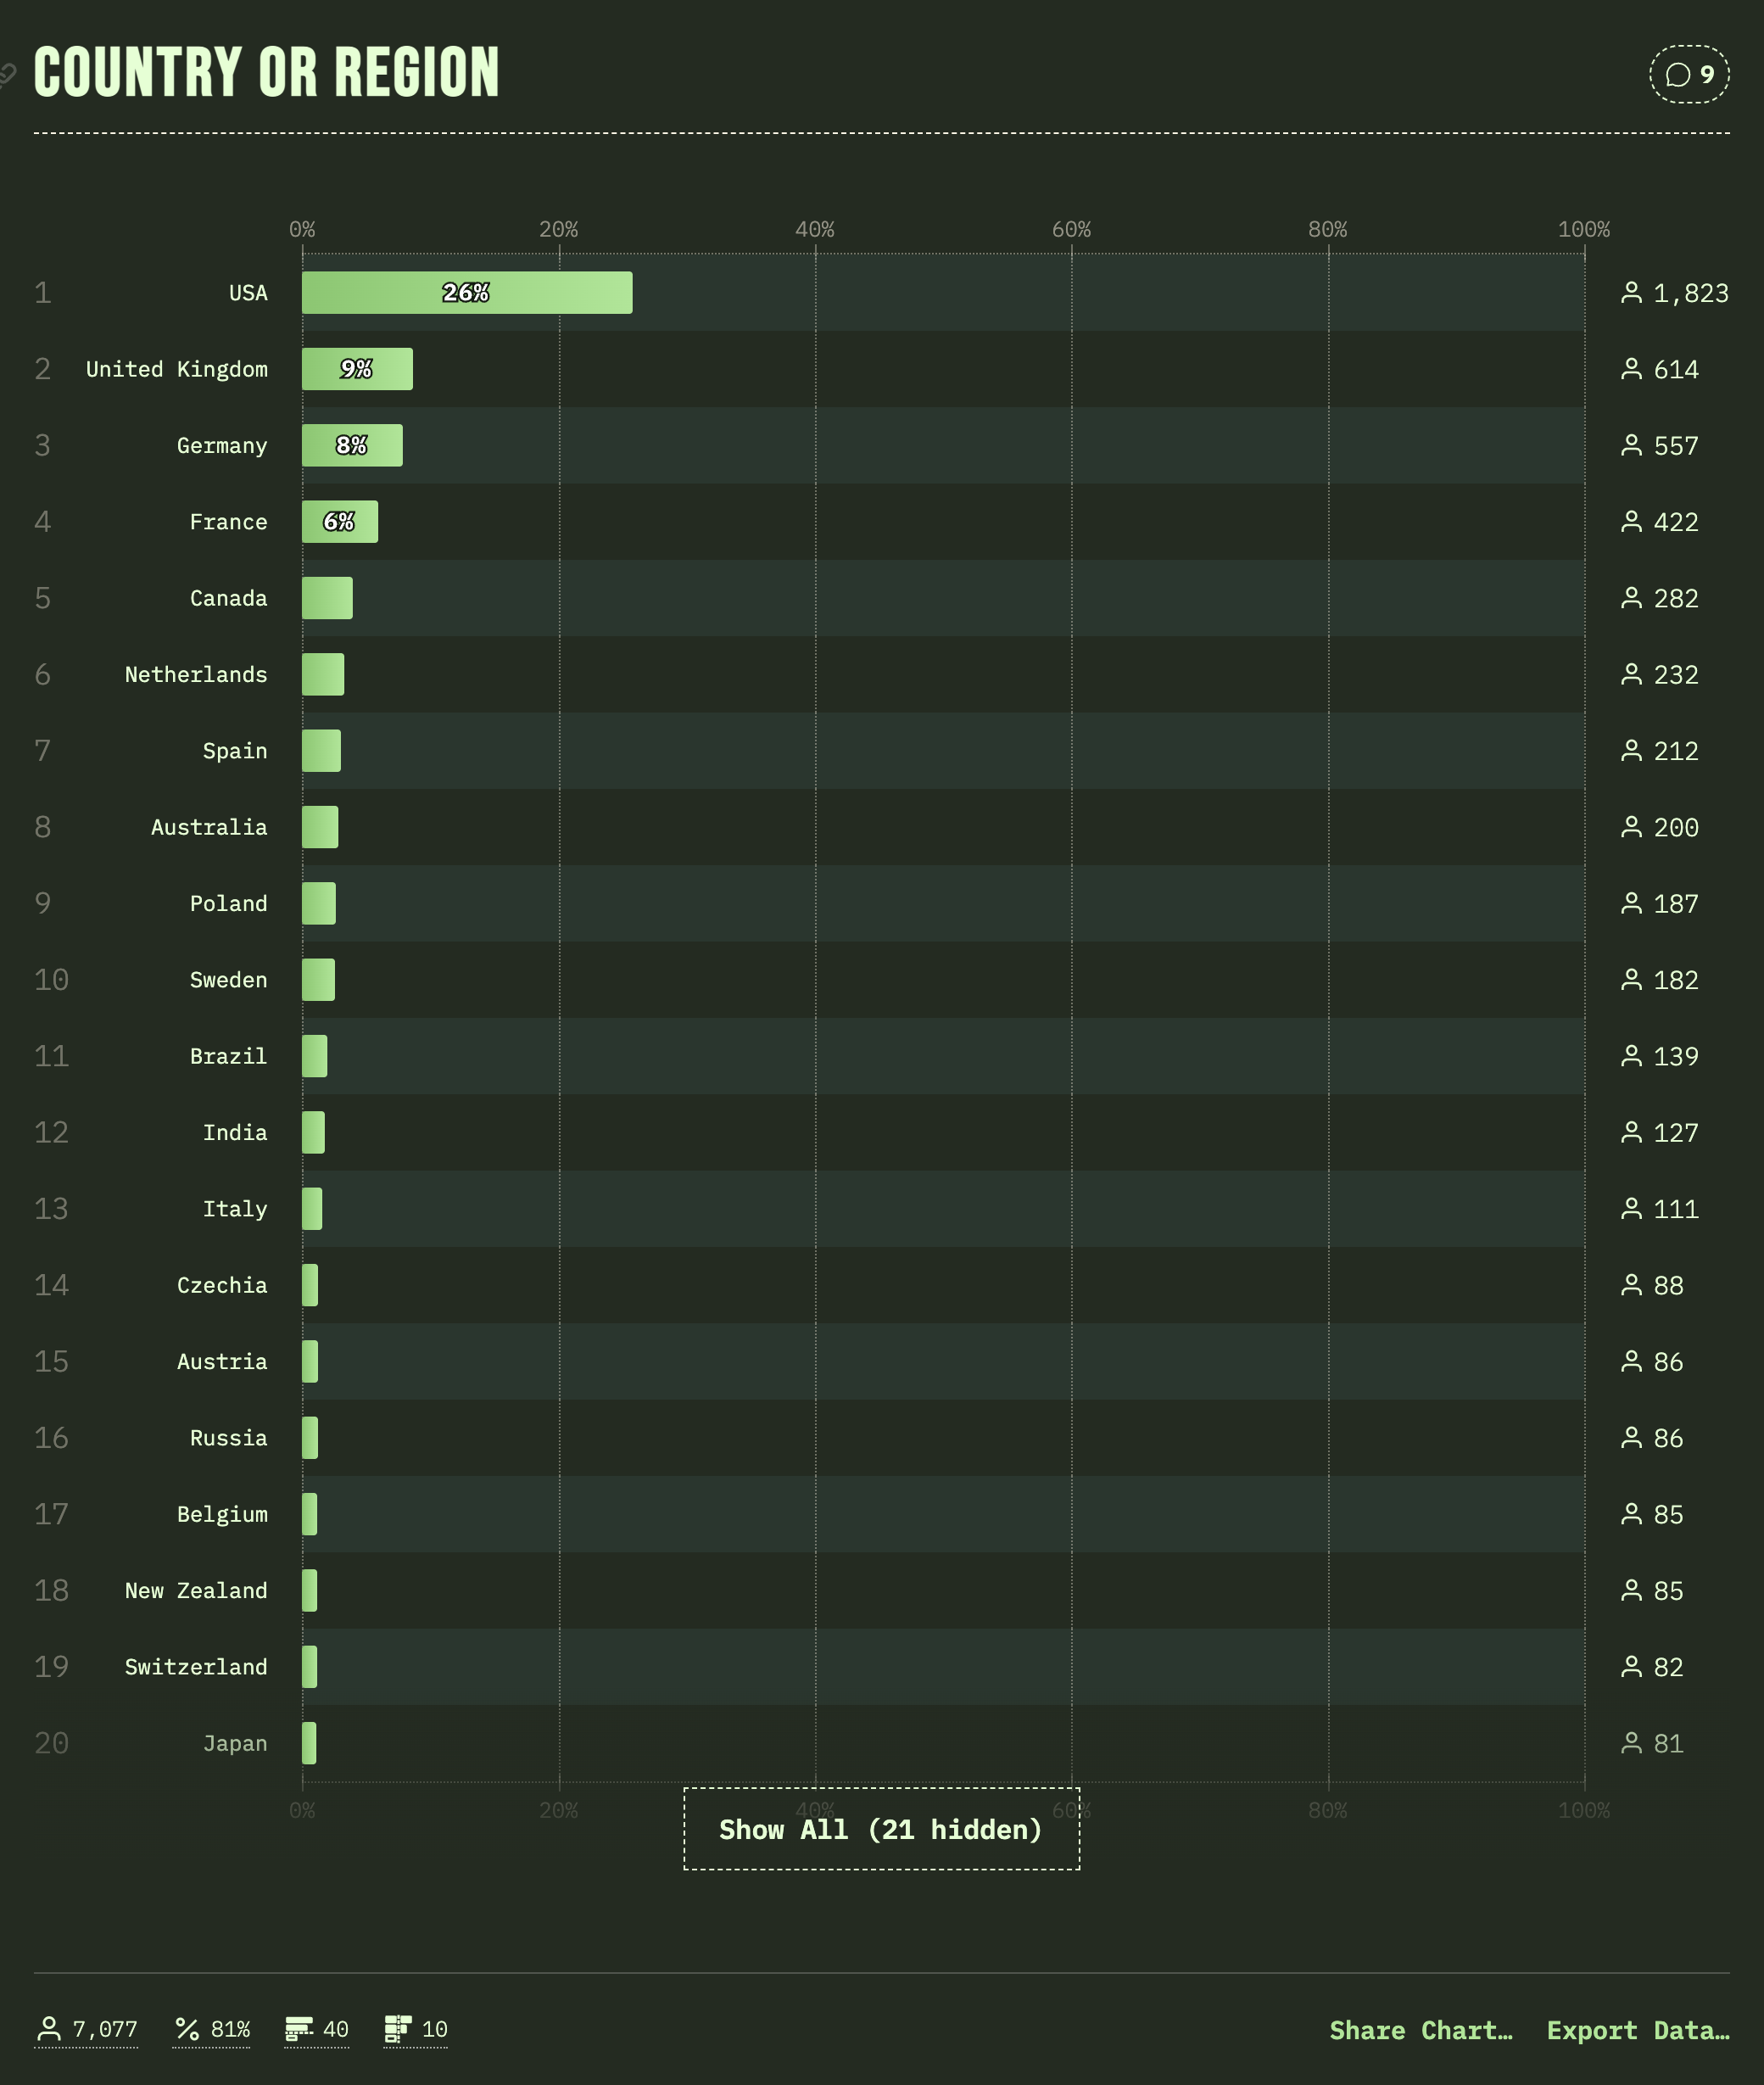 COUNTRY OR REGION
9
0% 20% 40% 60% 80% 100%
1 USA 26% 1,823
2 United Kingdom 9% 614
3 Germany 8% 557
4 France 6% 422
5 Canada 282
6 Netherlands 232
7 Spain 212
8 Australia 200
9 Poland 187
10 Sweden 182
11 Brazil 139
12 India 127
13 Italy 111
14 Czechia 88
15 Austria 86
16 Russia 86
17 Belgium 85
18 New Zealand 85
19 Switzerland 82
20 Japan 81
0% 20% 40% 60% 80% 100%
Show All (21 hidden)
7,077 81% 40 10 Share Chart… Export Data…